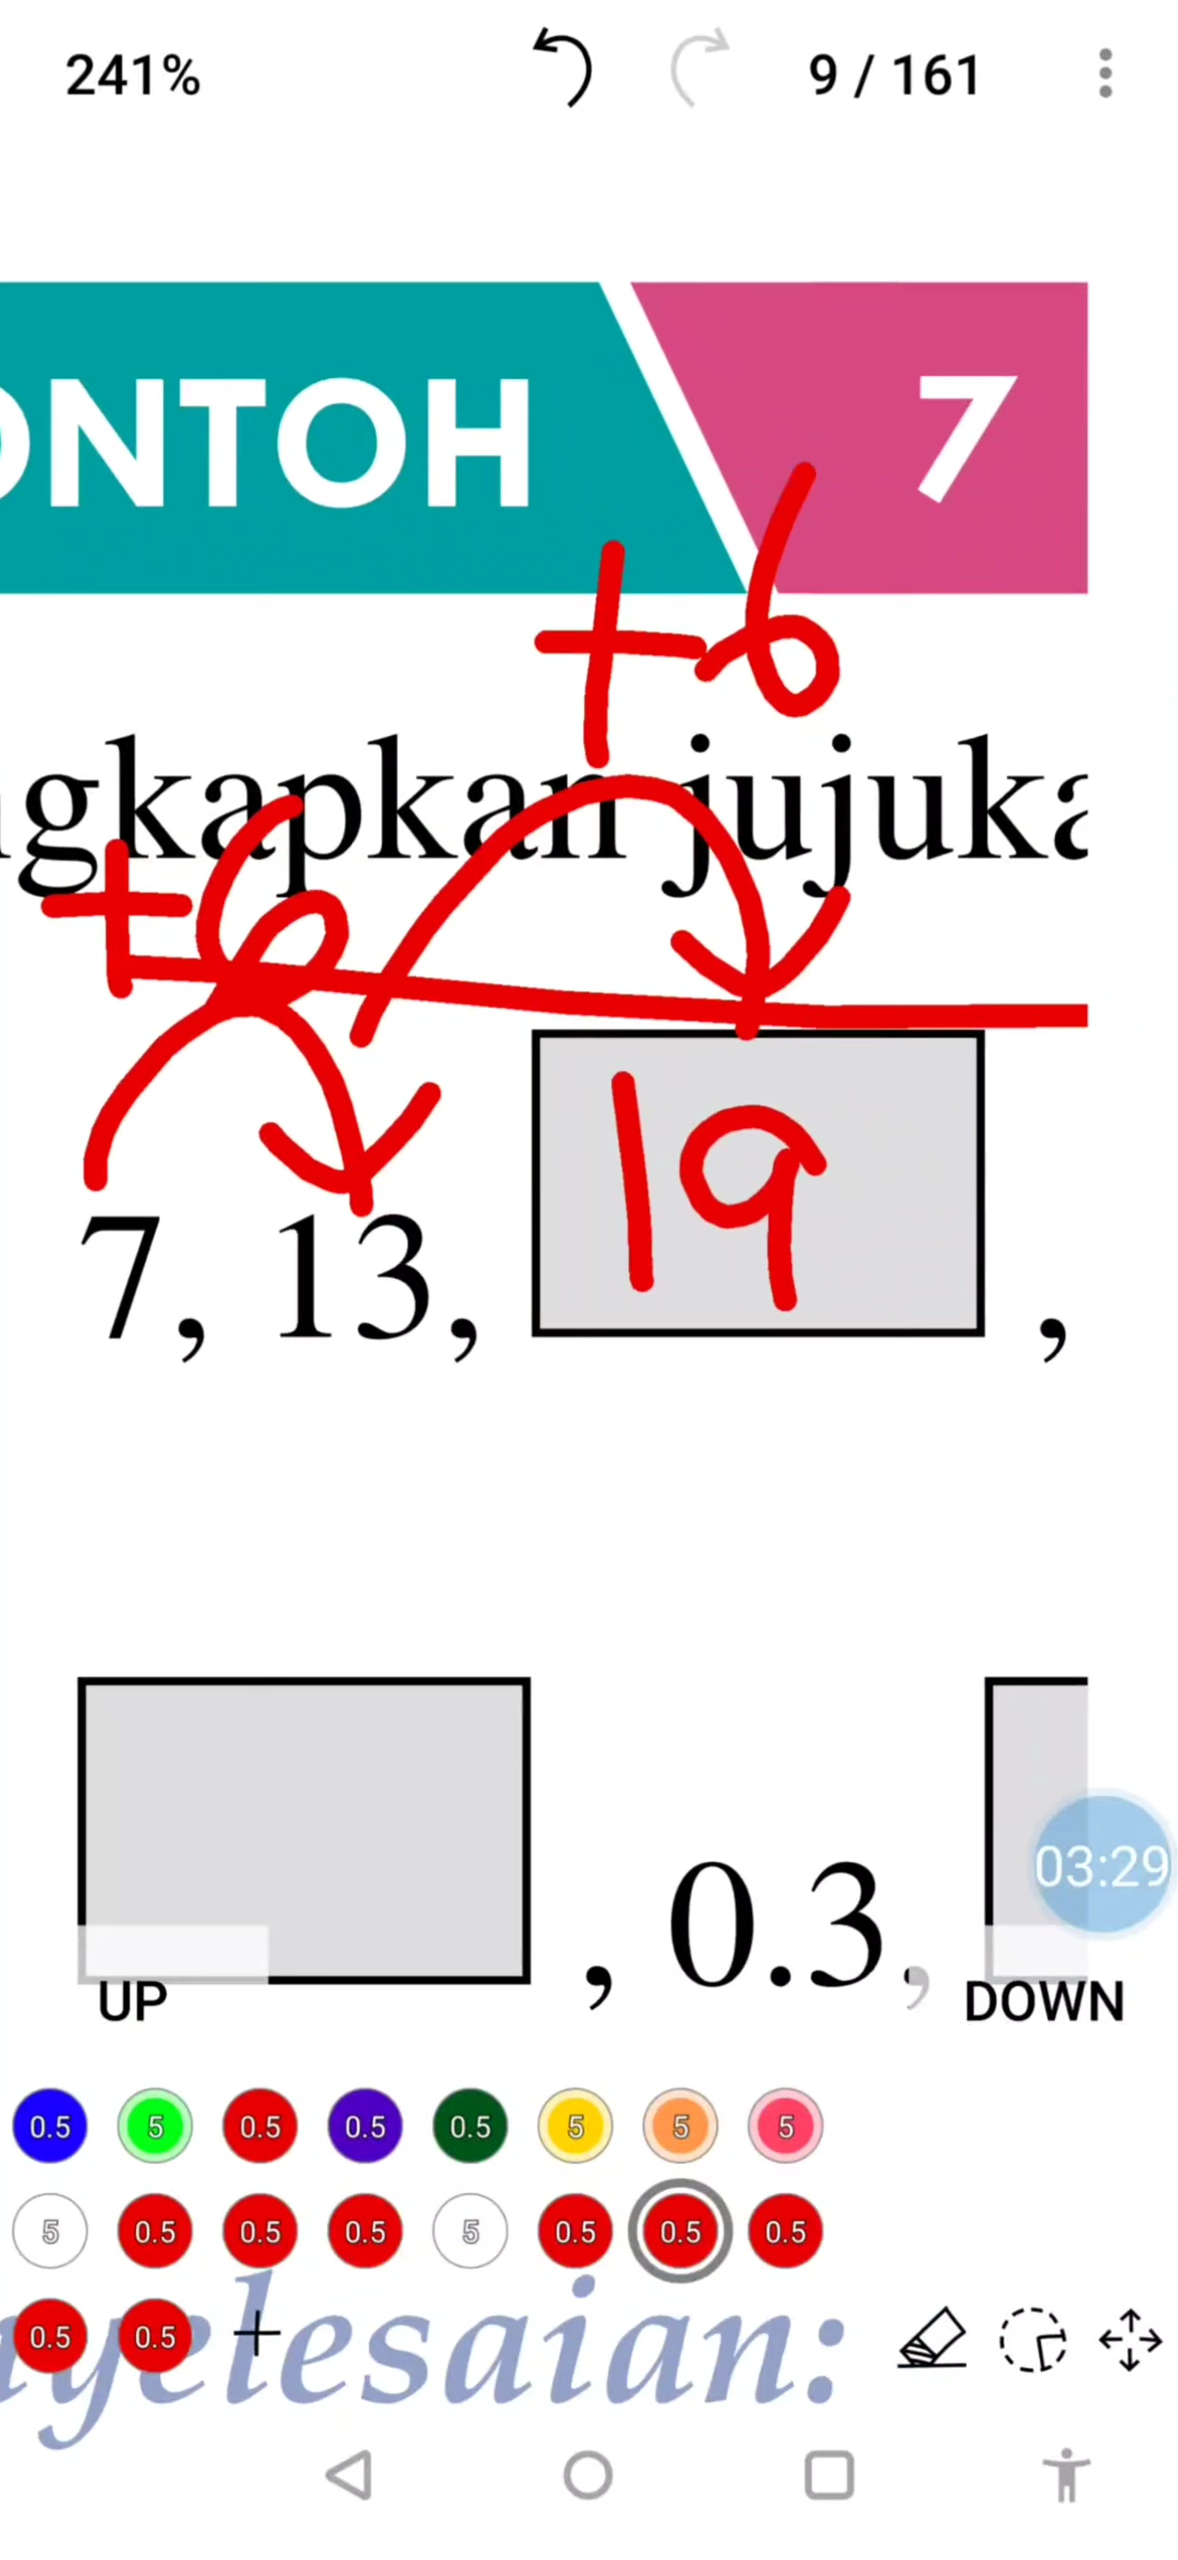 241% 9 / 161
ONTOH 7
+6
gkapkan jujuka
+6
7, 13, 19 ,
, 0.3,
03:29
UP DOWN
0.5 5 0.5 0.5 0.5 5 5 5
5 0.5 0.5 0.5 5 0.5 0.5 0.5
0.5 0.5 +
yelesaian: